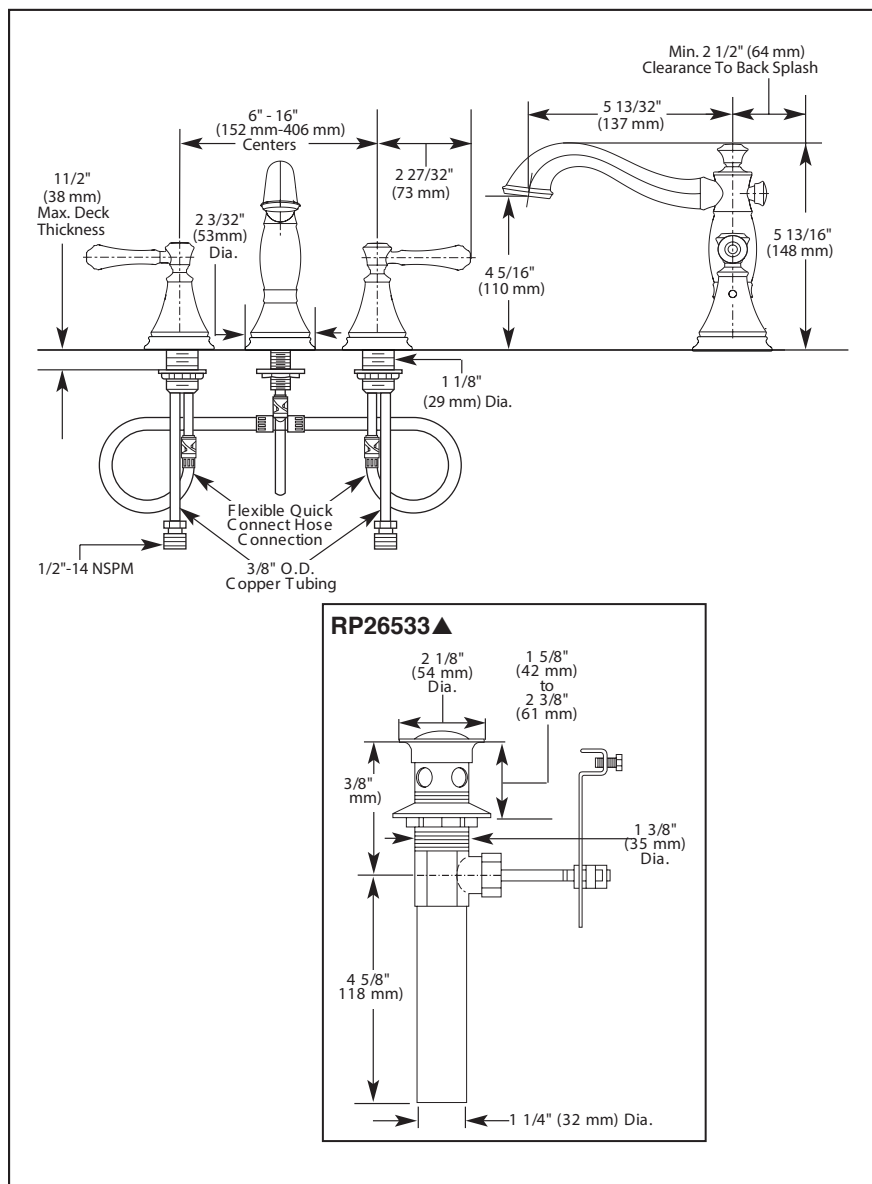 Min. 2 1/2" (64 mm)
Clearance To Back Splash
6" - 16"
(152 mm-406 mm)
Centers
5 13/32"
(137 mm)
11/2"
(38 mm)
Max. Deck
Thickness
2 27/32"
(73 mm)
2 3/32"
(53mm)
Dia.
5 13/16"
(148 mm)
4 5/16"
(110 mm)
1 1/8"
(29 mm) Dia.
Flexible Quick
Connect Hose
Connection
1/2"-14 NSPM
3/8" O.D.
Copper Tubing
RP26533▲
2 1/8"
(54 mm)
Dia.
1 5/8"
(42 mm)
to
2 3/8"
(61 mm)
3/8"
mm)
1 3/8"
(35 mm)
Dia.
4 5/8"
118 mm)
1 1/4" (32 mm) Dia.